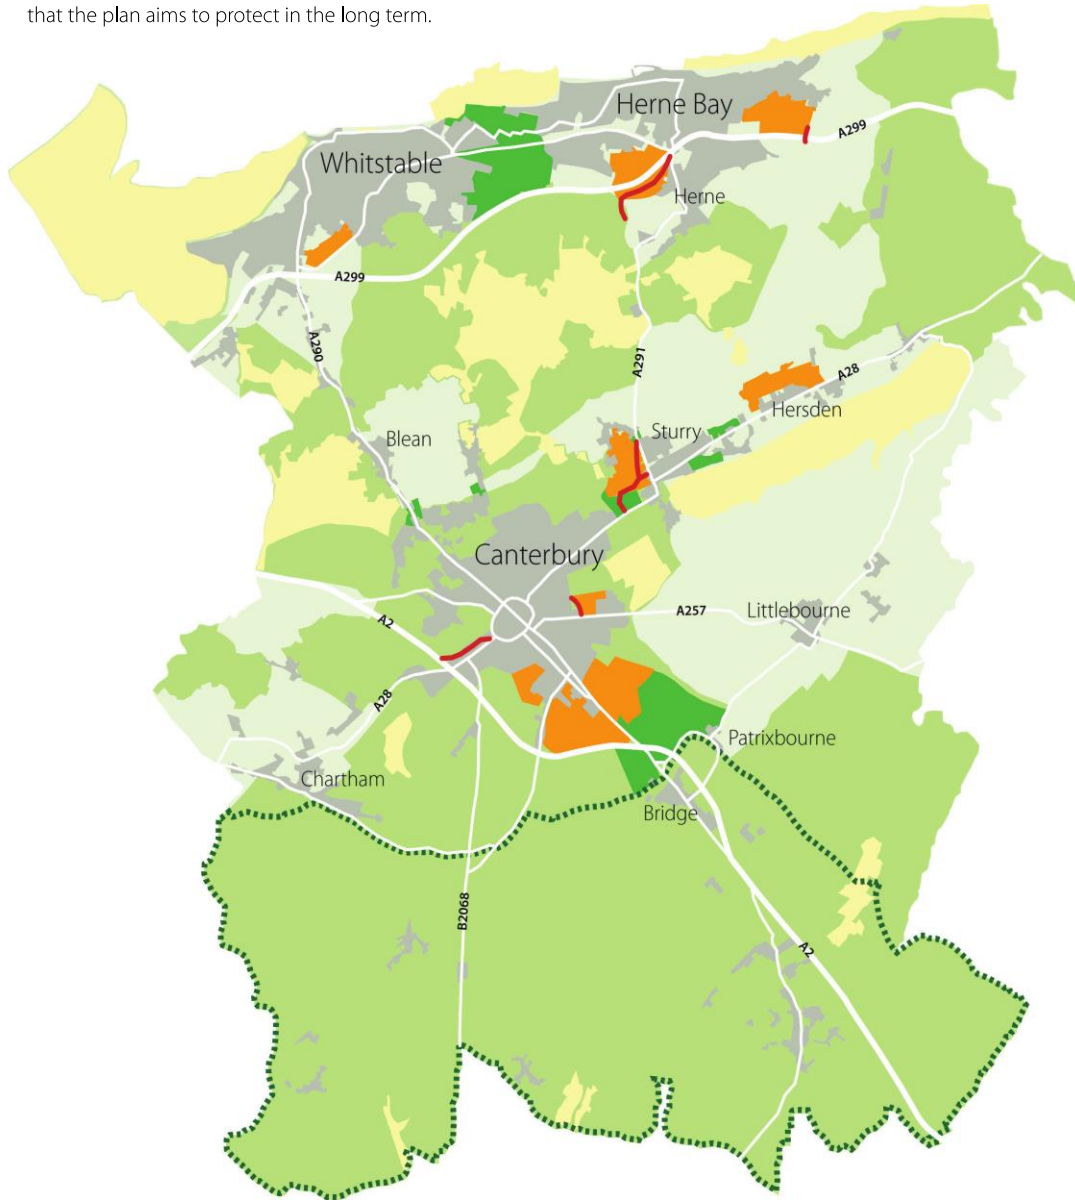 that the plan aims to protect in the long term.
Herne Bay
A299
Whitstable
Herne
A299
A290
A291
A28
Hersden
Sturry
Blean
Canterbury
Littlebourne
A257
A2
A28
Patrixbourne
Chartham
Bridge
B2068
A2